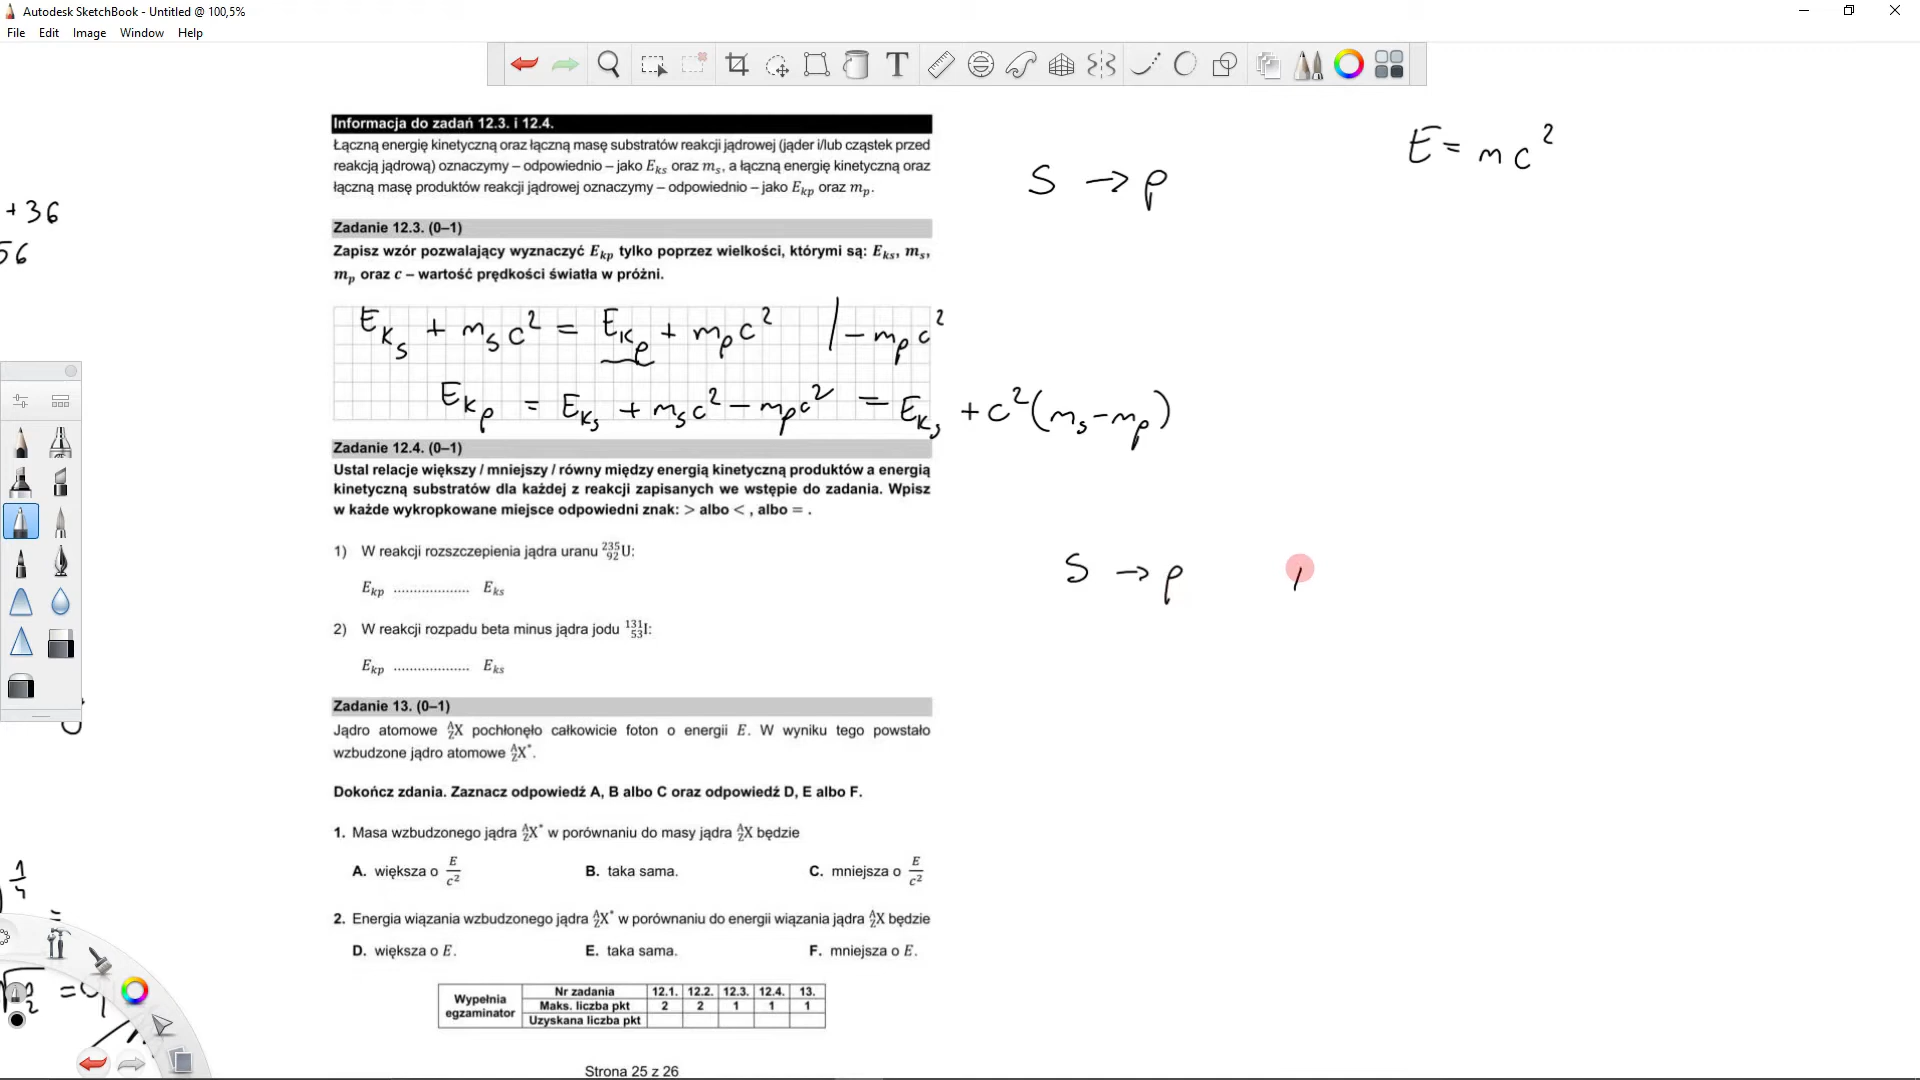 Autodesk SketchBook - Untitled @ 100,5%
File Edit Image Window Help
Informacja do zadań 12.3. i 12.4.
Łączną energię kinetyczną oraz łączną masę substratów reakcji jądrowej (jąder i/lub cząstek przed
reakcją jądrową) oznaczymy – odpowiednio – jako Eks oraz ms, a łączną energię kinetyczną oraz
łączną masę produktów reakcji jądrowej oznaczymy – odpowiednio – jako Ekp oraz mp.
E = mc²
S → p
+36
56
Zadanie 12.3. (0–1)
Zapisz wzór pozwalający wyznaczyć Ekp tylko poprzez wielkości, którymi są: Eks, ms,
mp oraz c – wartość prędkości światła w próżni.
Eks + msc² = Ekp + mpc² | – mpc²
Ekp = Eks + msc² – mpc² = Eks + c²(ms – mp)
Zadanie 12.4. (0–1)
Ustal relacje większy / mniejszy / równy między energią kinetyczną produktów a energią
kinetyczną substratów dla każdej z reakcji zapisanych we wstępie do zadania. Wpisz
w każde wykropkowane miejsce odpowiedni znak: > albo < , albo = .
1) W reakcji rozszczepienia jądra uranu ²³⁵₉₂U:
S → p
Ekp ................... Eks
2) W reakcji rozpadu beta minus jądra jodu ¹³¹₅₃I:
Ekp ................... Eks
Zadanie 13. (0–1)
Jądro atomowe ᴬ_ZX pochłonęło całkowicie foton o energii E. W wyniku tego powstało
wzbudzone jądro atomowe ᴬ_ZX*.
Dokończ zdania. Zaznacz odpowiedź A, B albo C oraz odpowiedź D, E albo F.
1. Masa wzbudzonego jądra ᴬ_ZX* w porównaniu do masy jądra ᴬ_ZX będzie
A. większa o E/c² B. taka sama. C. mniejsza o E/c²
1/4
=
2. Energia wiązania wzbudzonego jądra ᴬ_ZX* w porównaniu do energii wiązania jądra ᴬ_ZX będzie
D. większa o E. E. taka sama. F. mniejsza o E.
Wypełnia egzaminator
Nr zadania 12.1. 12.2. 12.3. 12.4. 13.
Maks. liczba pkt 2 2 1 1 1
Uzyskana liczba pkt
Strona 25 z 26